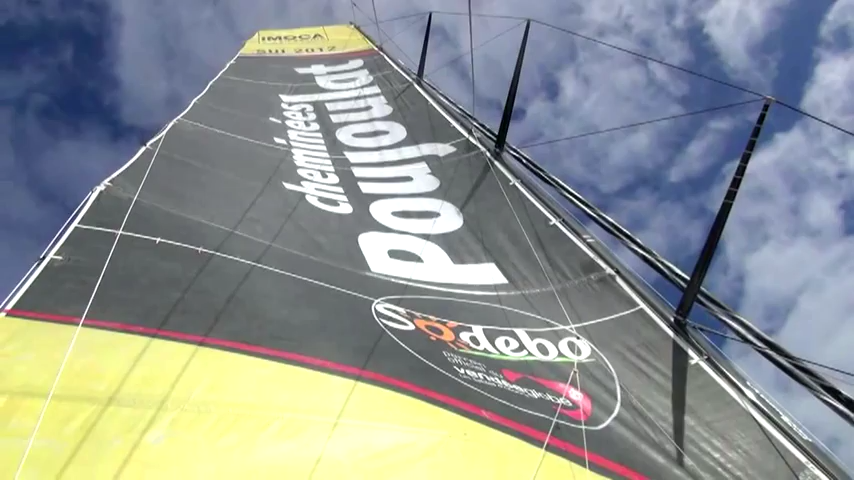 IMOCA
SUI 2012
cheminées
Poujoulat
Sodebo
vendéeglobe